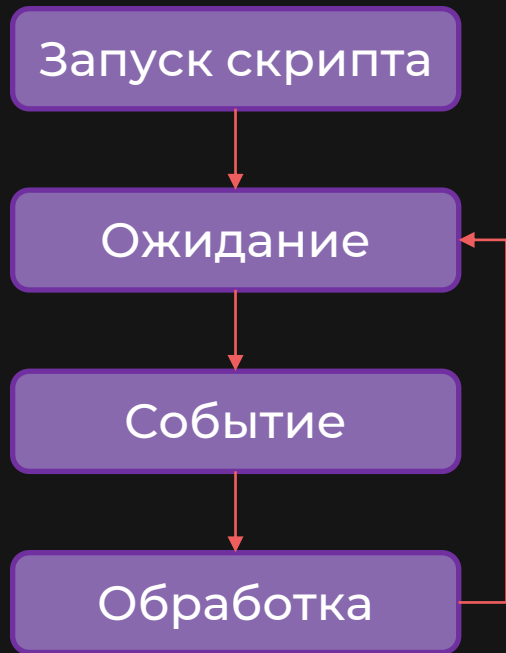 Запуск скрипта
Ожидание
Событие
Обработка